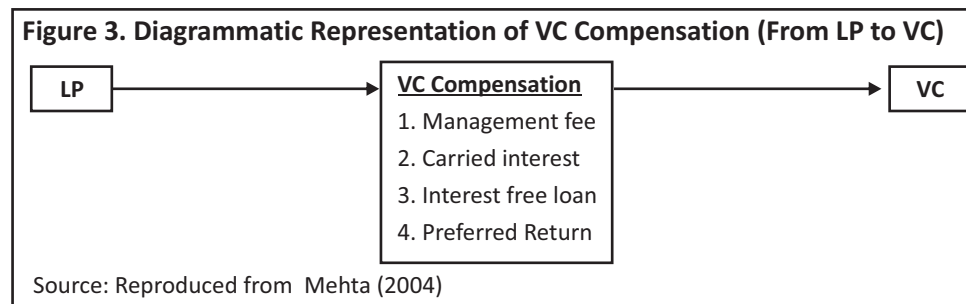 Figure 3. Diagrammatic Representation of VC Compensation (From LP to VC)
LP
VC Compensation
1. Management fee
2. Carried interest
3. Interest free loan
4. Preferred Return
VC
Source: Reproduced from Mehta (2004)